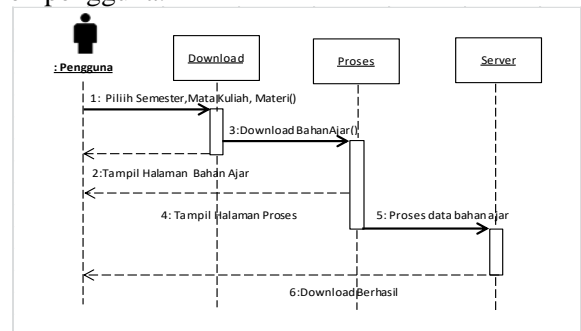 : Pengguna
Download
Proses
Server
1: Piliih Semester,Mata Kuliah, Materi()
3:Download BahanAjar()
2:Tampil Halaman Bahan Ajar
4: Tampil Halaman Proses
5: Proses data bahan ajar
6:Download Berhasil